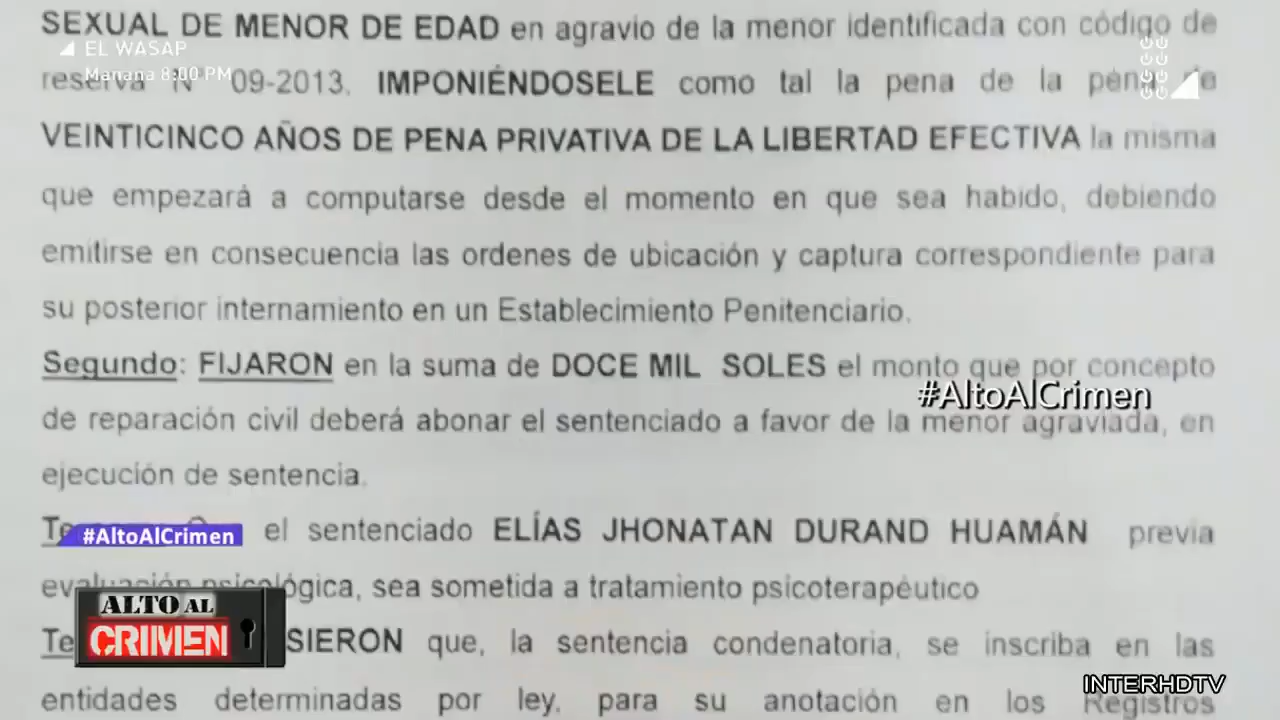 SEXUAL DE MENOR DE EDAD en agravio de la menor identificada con código de
EL WASAP
reserva N° 09-2013. IMPONIÉNDOSELE como tal la pena de la pena de
Mañana 8:00 PM
VEINTICINCO AÑOS DE PENA PRIVATIVA DE LA LIBERTAD EFECTIVA la misma
que empezará a computarse desde el momento en que sea habido, debiendo
emitirse en consecuencia las ordenes de ubicación y captura correspondiente para
su posterior internamiento en un Establecimiento Penitenciario.
Segundo: FIJARON en la suma de DOCE MIL SOLES el monto que por concepto
#AltoAlCrimen
de reparación civil deberá abonar el sentenciado a favor de la menor agraviada, en
ejecución de sentencia.
el sentenciado ELÍAS JHONATAN DURAND HUAMÁN previa
#AltoAlCrimen
evaluación psicológica, sea sometida a tratamiento psicoterapéutico
ALTO AL
CRIMEN
SIERON que, la sentencia condenatoria, se inscriba en las
entidades determinadas por ley, para su anotación en los Registros
INTERHDTV